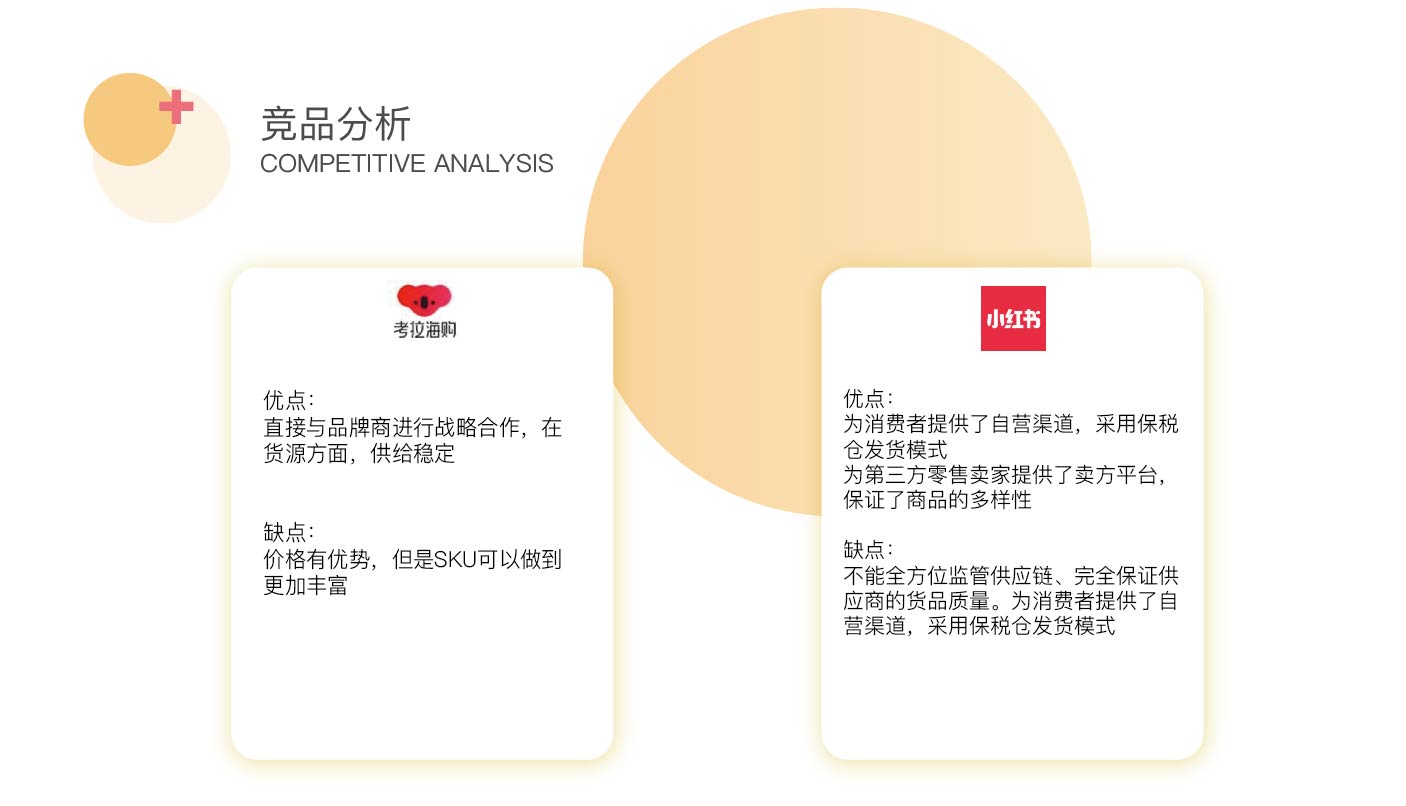 竞品分析
COMPETITIVE ANALYSIS
考拉海购
优点：
直接与品牌商进行战略合作，在
货源方面，供给稳定
缺点：
价格有优势，但是SKU可以做到
更加丰富
小红书
优点：
为消费者提供了自营渠道，采用保税
仓发货模式
为第三方零售卖家提供了卖方平台，
保证了商品的多样性
缺点：
不能全方位监管供应链、完全保证供
应商的货品质量。为消费者提供了自
营渠道，采用保税仓发货模式